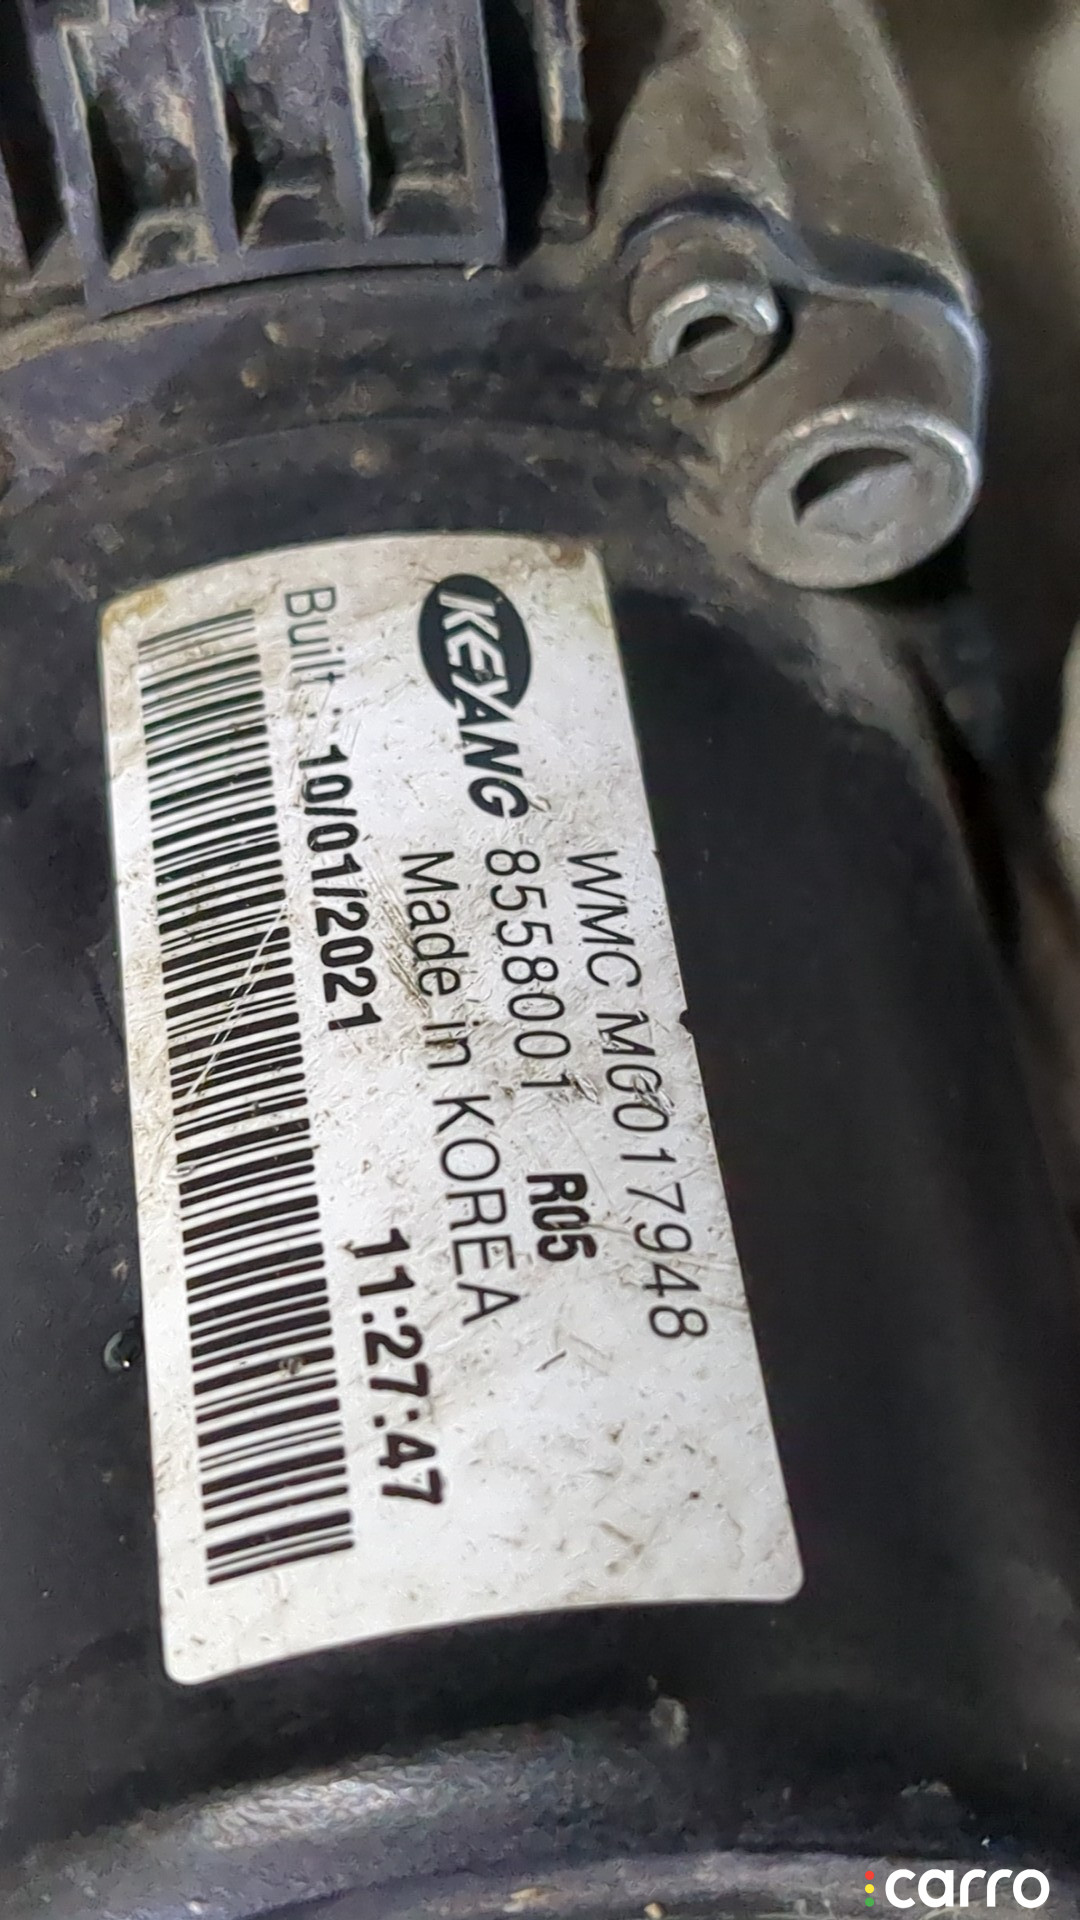 WMC MG017948
KEYANG 8558001 R05
Made in KOREA
Built : 10/01/2021 11:27:47
carro